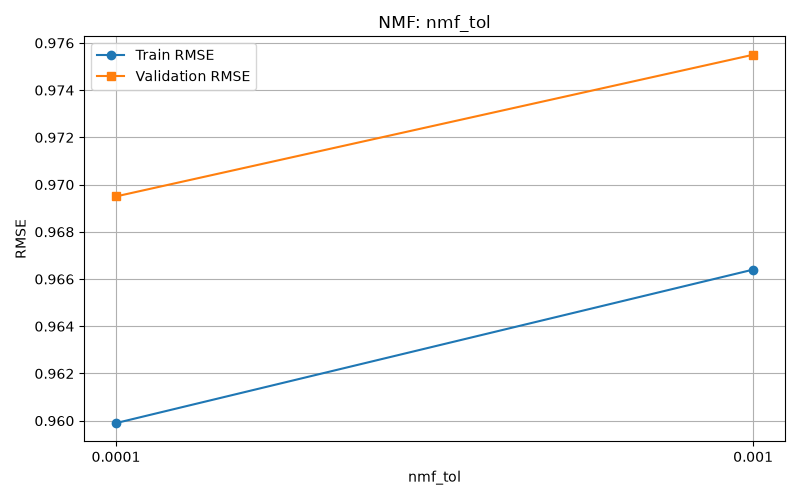 NMF: nmf_tol
Train RMSE
Validation RMSE
0.976
0.974
0.972
0.970
0.968
0.966
0.964
0.962
0.960
RMSE
0.0001
0.001
nmf_tol